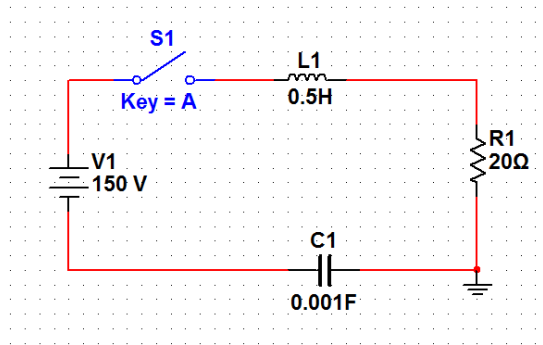 S1
Key = A
L1
0.5H
R1
20Ω
V1
150 V
C1
0.001F